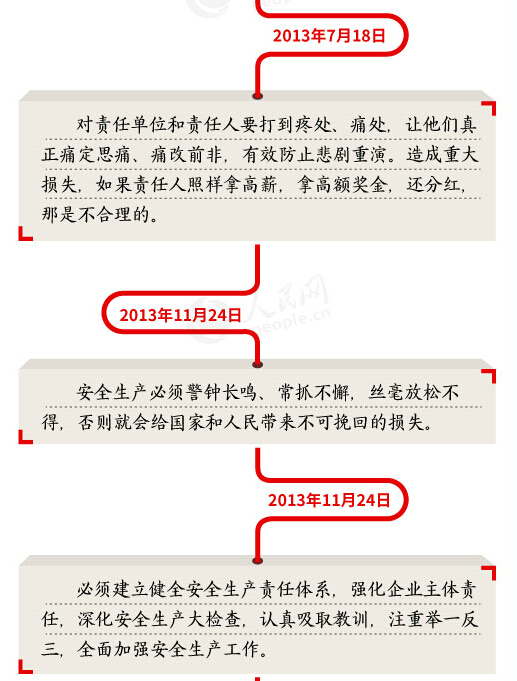 2013年7月18日
对责任单位和责任人要打到疼处、痛处，让他们真
正痛定思痛、痛改前非，有效防止悲剧重演。造成重大
损失，如果责任人照样拿高薪，拿高额奖金，还分红，
那是不合理的。
人民网
people.cn
2013年11月24日
安全生产必须警钟长鸣、常抓不懈，丝毫放松不
得，否则就会给国家和人民带来不可挽回的损失。
2013年11月24日
必须建立健全安全生产责任体系，强化企业主体责
任，深化安全生产大检查，认真吸取教训，注重举一反
三，全面加强安全生产工作。